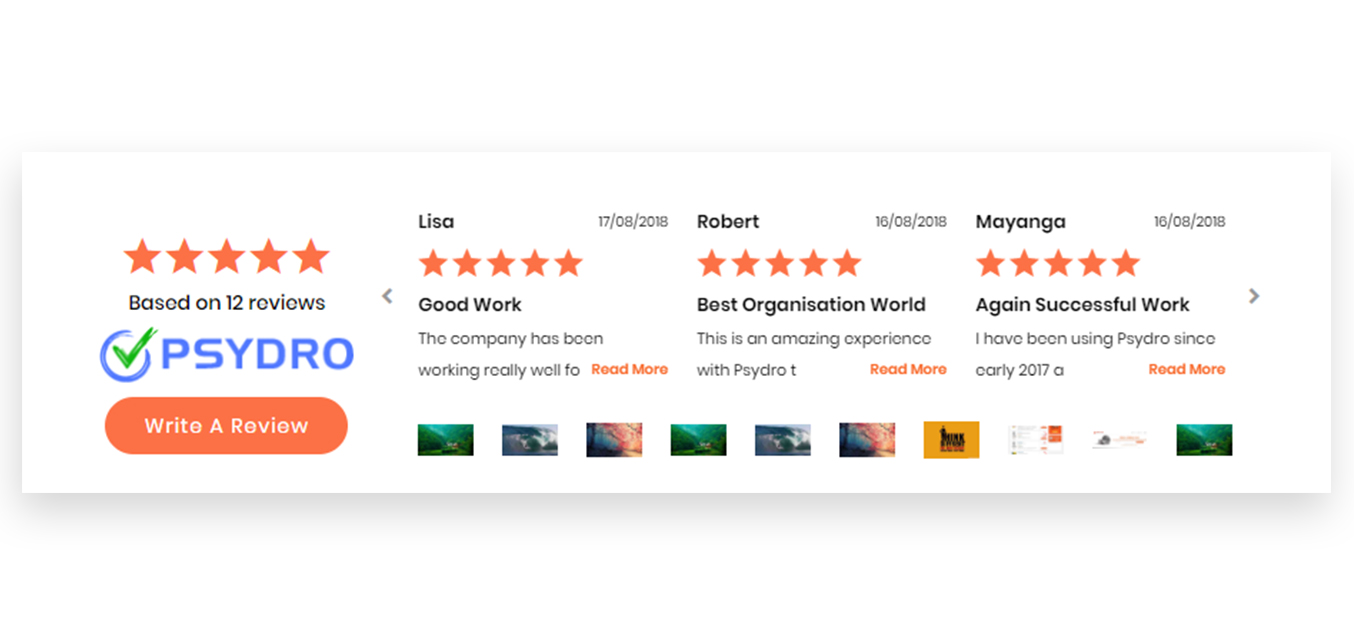 Based on 12 reviews
PSYDRO
Write A Review
Lisa 17/08/2018
Good Work
The company has been
working really well fo Read More
Robert 16/08/2018
Best Organisation World
This is an amazing experience
with Psydro t Read More
Mayanga 16/08/2018
Again Successful Work
I have been using Psydro since
early 2017 a Read More